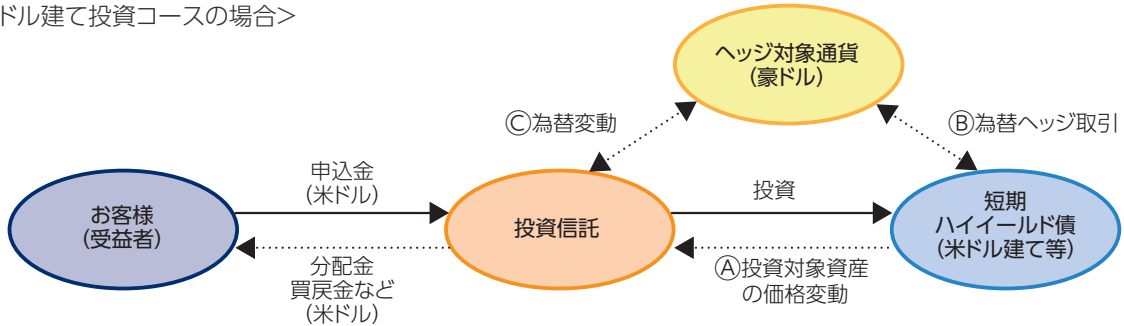 ドル建て投資コースの場合>
ヘッジ対象通貨
(豪ドル)
Ⓒ為替変動
Ⓑ為替ヘッジ取引
申込金
(米ドル)
投資
お客様
(受益者)
投資信託
短期
ハイイールド債
(米ドル建て等)
分配金
買戻金など
(米ドル)
Ⓐ投資対象資産
の価格変動